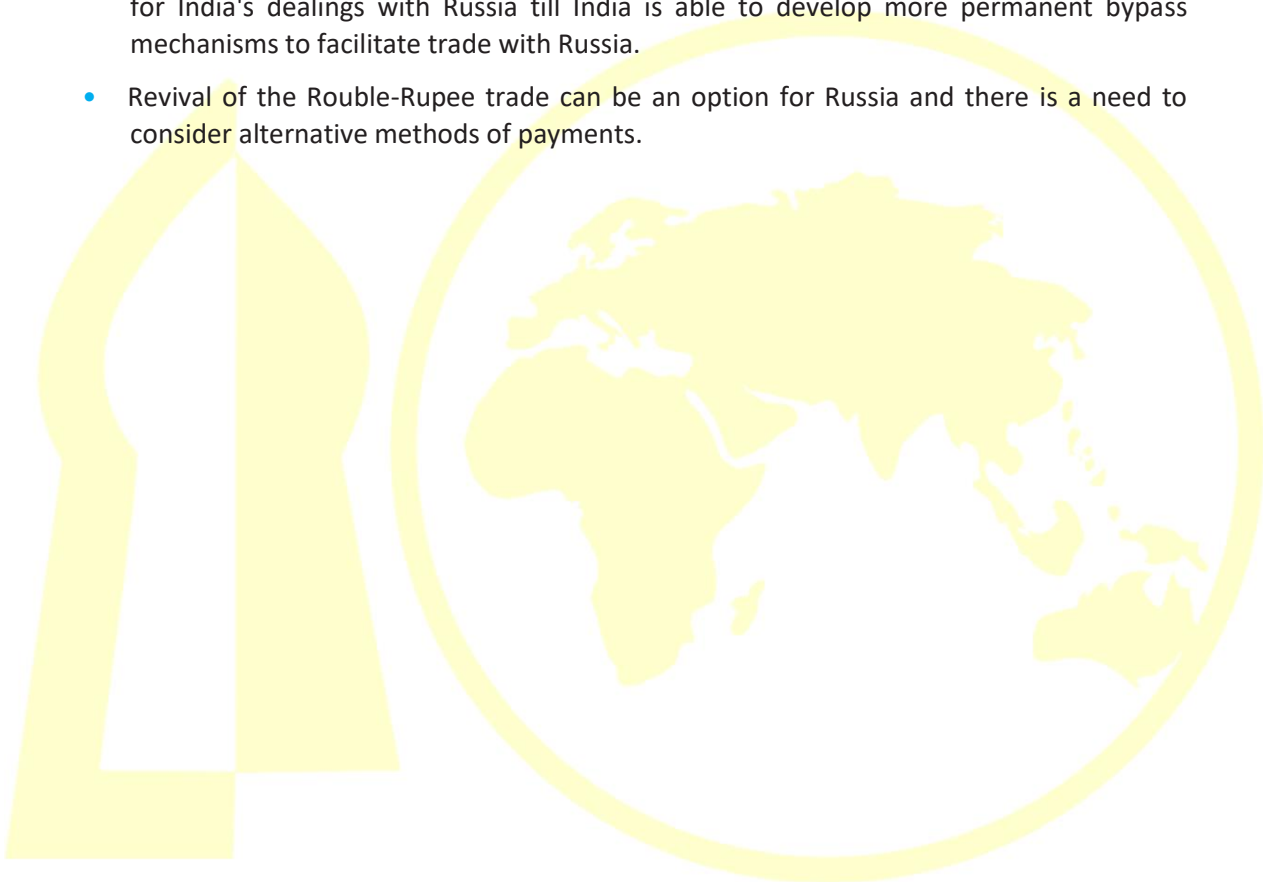 for India's dealings with Russia till India is able to develop more permanent bypass
mechanisms to facilitate trade with Russia.
• Revival of the Rouble-Rupee trade can be an option for Russia and there is a need to
consider alternative methods of payments.